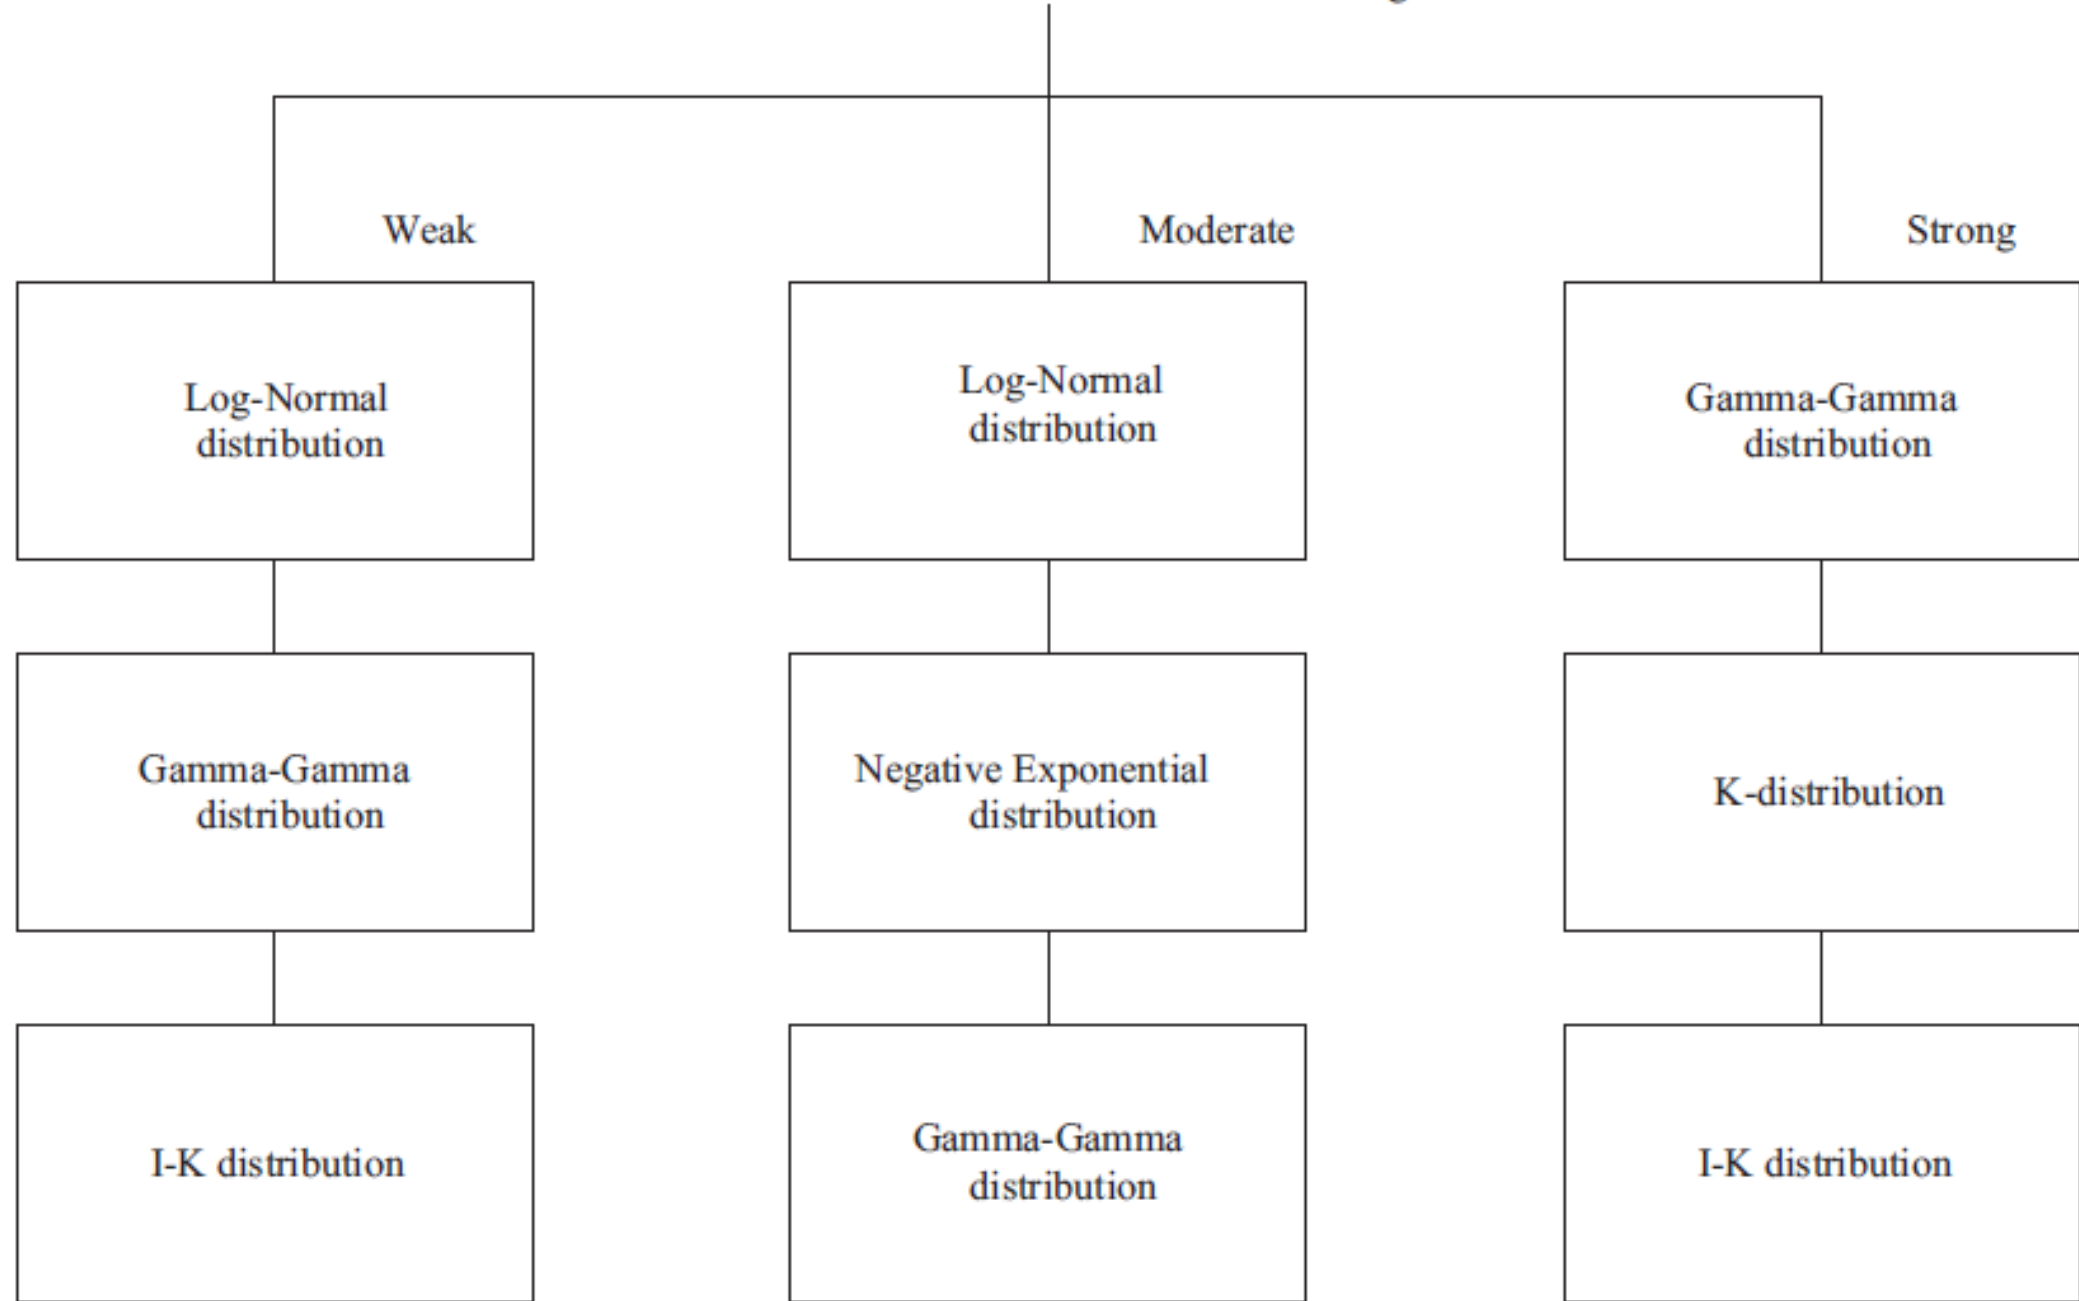 Weak
Moderate
Strong
Log-Normal
distribution
Log-Normal
distribution
Gamma-Gamma
distribution
Gamma-Gamma
distribution
Negative Exponential
distribution
K-distribution
I-K distribution
Gamma-Gamma
distribution
I-K distribution